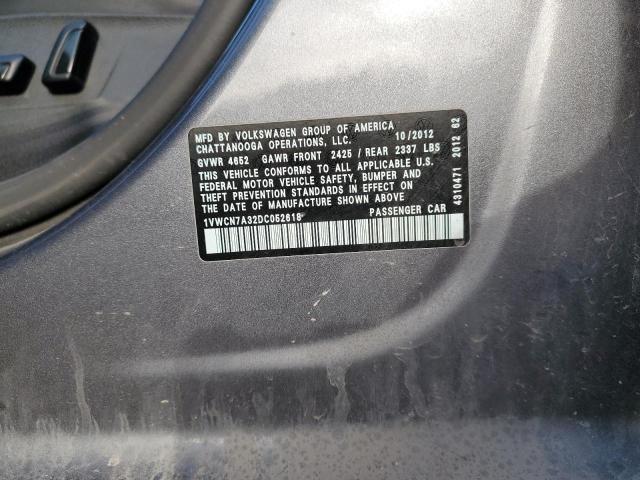 MFD BY VOLKSWAGEN GROUP OF AMERICA
CHATTANOOGA OPERATIONS, LLC. 10/2012
GVWR 4652 GAWR FRONT 2425 / REAR 2337 LBS
THIS VEHICLE CONFORMS TO ALL APPLICABLE U.S.
FEDERAL MOTOR VEHICLE SAFETY, BUMPER AND
THEFT PREVENTION STANDARDS IN EFFECT ON
THE DATE OF MANUFACTURE SHOWN ABOVE
1VWCN7A32DC052618 PASSENGER CAR
4310471 2012 62